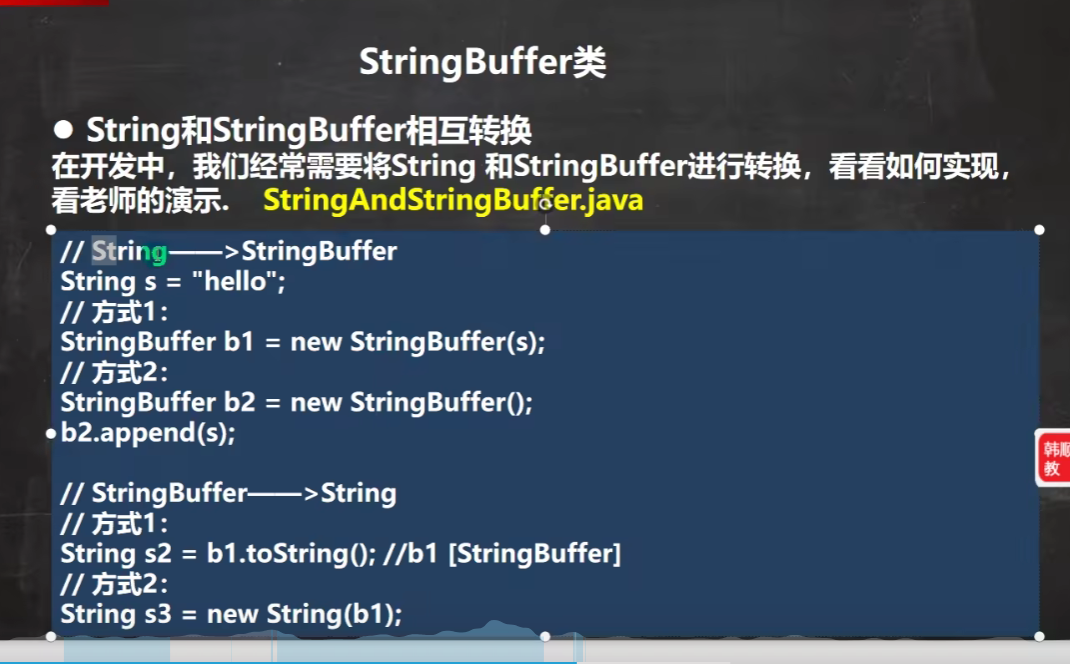 StringBuffer类
● String和StringBuffer相互转换
在开发中，我们经常需要将String 和StringBuffer进行转换，看看如何实现，
看老师的演示. StringAndStringBuffer.java
// String——>StringBuffer
String s = "hello";
// 方式1：
StringBuffer b1 = new StringBuffer(s);
// 方式2：
StringBuffer b2 = new StringBuffer();
b2.append(s);
// StringBuffer——>String
// 方式1：
String s2 = b1.toString(); //b1 [StringBuffer]
// 方式2：
String s3 = new String(b1);
韩顺
教